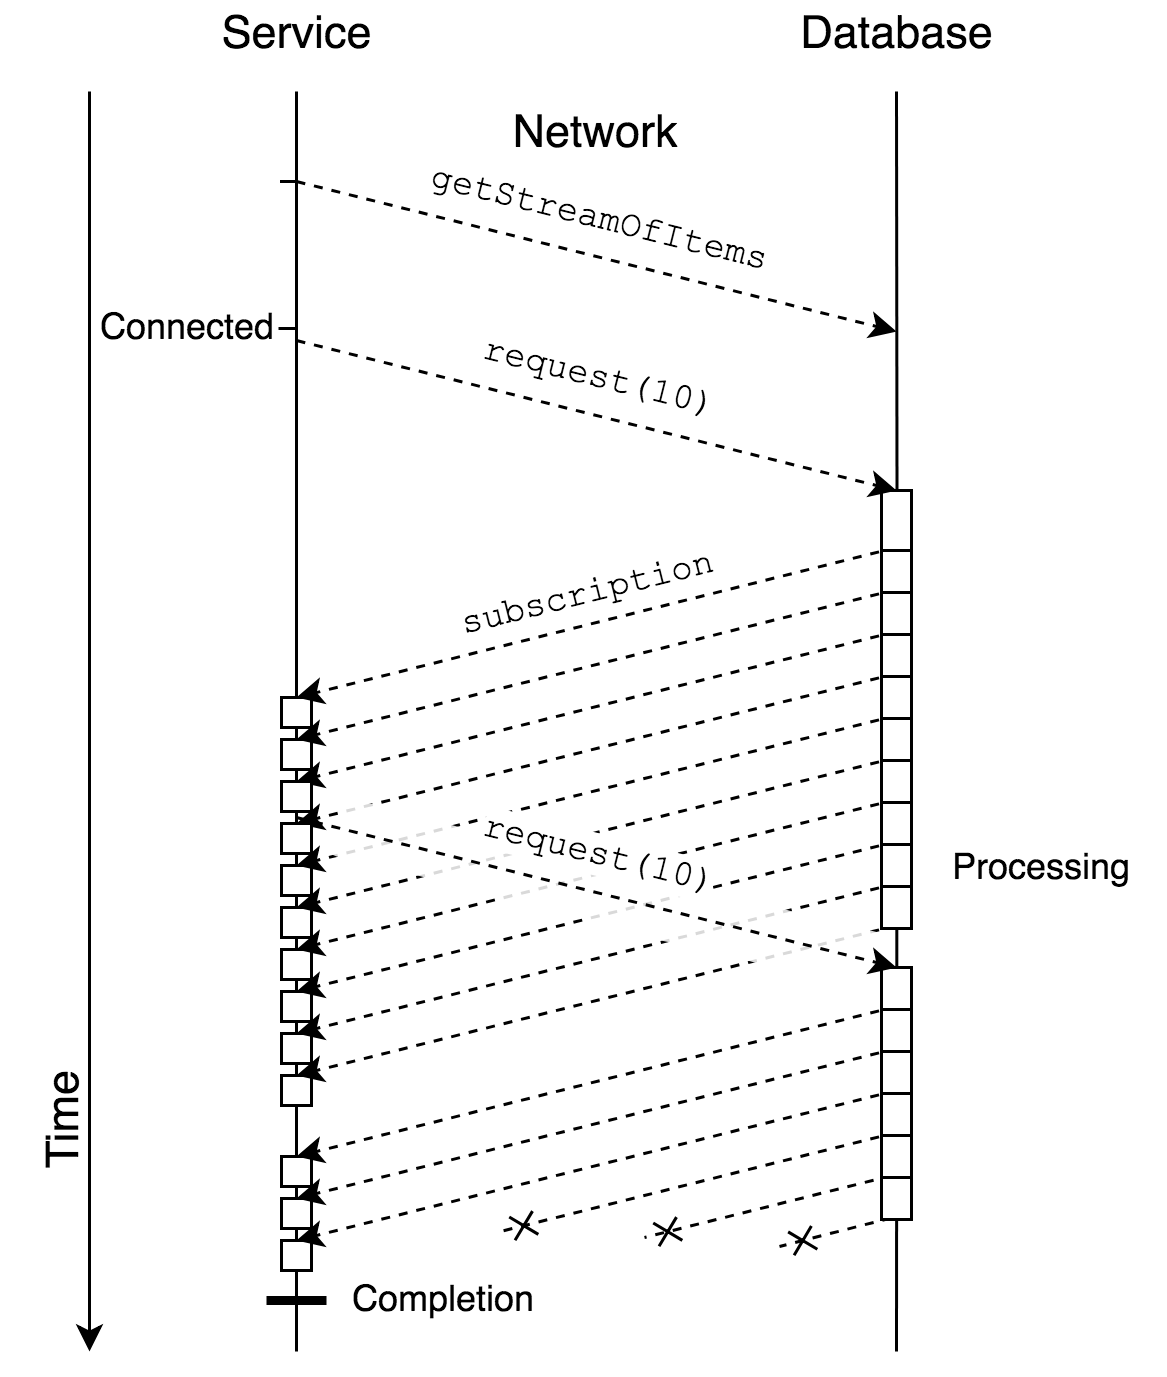 Service
Database
Network
getStreamOfItems
Connected
request(10)
subscription
request(10)
Processing
Time
Completion